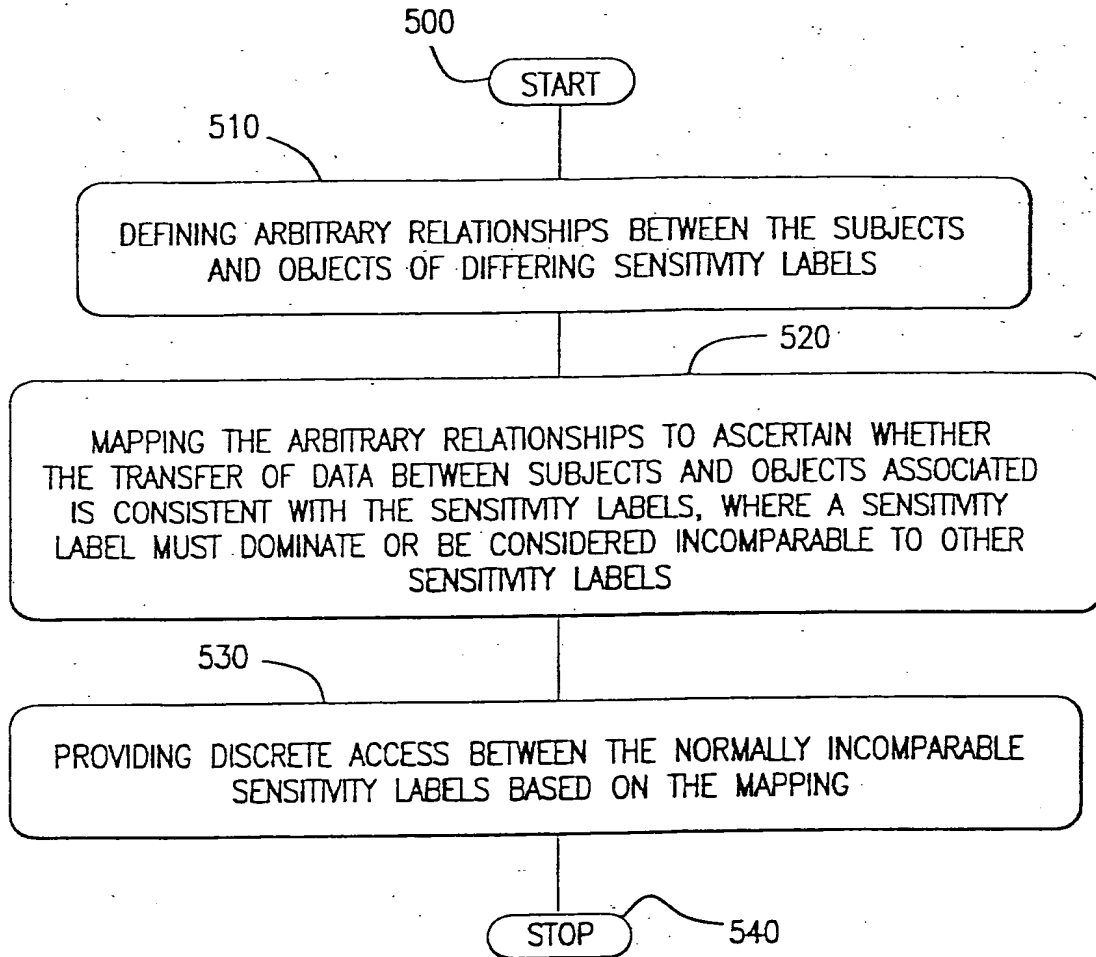 500
START
510
DEFINING ARBITRARY RELATIONSHIPS BETWEEN THE SUBJECTS
AND OBJECTS OF DIFFERING SENSITIVITY LABELS
520
MAPPING THE ARBITRARY RELATIONSHIPS TO ASCERTAIN WHETHER
THE TRANSFER OF DATA BETWEEN SUBJECTS AND OBJECTS ASSOCIATED
IS CONSISTENT WITH THE SENSITIVITY LABELS, WHERE A SENSITIVITY
LABEL MUST DOMINATE OR BE CONSIDERED INCOMPARABLE TO OTHER
SENSITIVITY LABELS
530
PROVIDING DISCRETE ACCESS BETWEEN THE NORMALLY INCOMPARABLE
SENSITIVITY LABELS BASED ON THE MAPPING
STOP
540